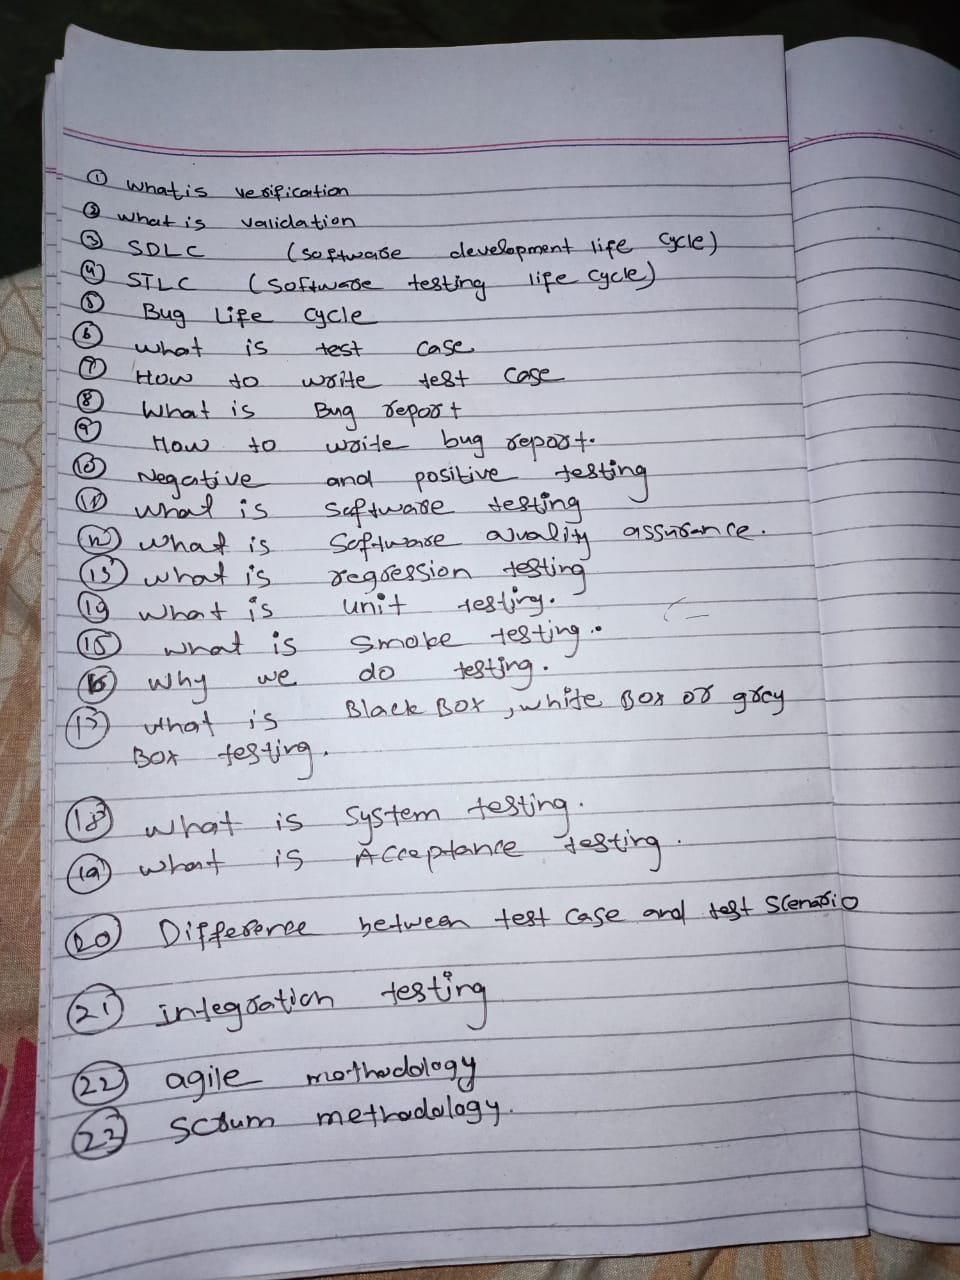 ① What is verification
② What is validation
③ SDLC (software development life cycle)
④ STLC (software testing life cycle)
⑤ Bug Life cycle
⑥ what is test case
⑦ How to write test case
⑧ What is Bug report
⑨ How to write bug report.
⑩ Negative and positive testing
⑪ what is software testing
⑫ what is Software quality assurance.
⑬ what is regression testing
⑭ what is unit testing.
⑮ what is smoke testing.
⑯ why we do testing.
⑰ what is Black Box, white Box or grey
Box testing.
⑱ what is System testing.
⑲ what is Acceptance testing.
⑳ Difference between test case and test scenario
㉑ integration testing
㉒ agile mothodology
㉓ scrum methodology.